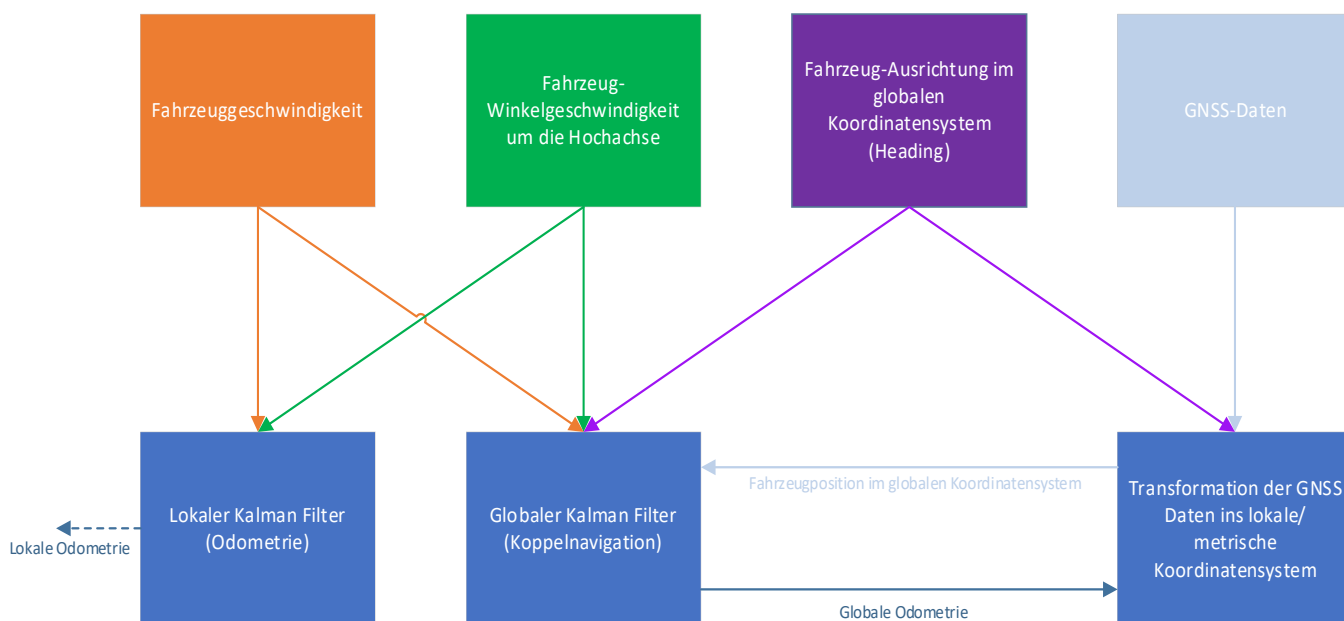 Fahrzeuggeschwindigkeit
Fahrzeug-
Winkelgeschwindigkeit
um die Hochachse
Fahrzeug-Ausrichtung im
globalen
Koordinatensystem
(Heading)
GNSS-Daten
Lokaler Kalman Filter
(Odometrie)
Lokale Odometrie
Globaler Kalman Filter
(Koppelnavigation)
Fahrzeugposition im globalen Koordinatensystem
Globale Odometrie
Transformation der GNSS
Daten ins lokale/
metrische
Koordinatensystem